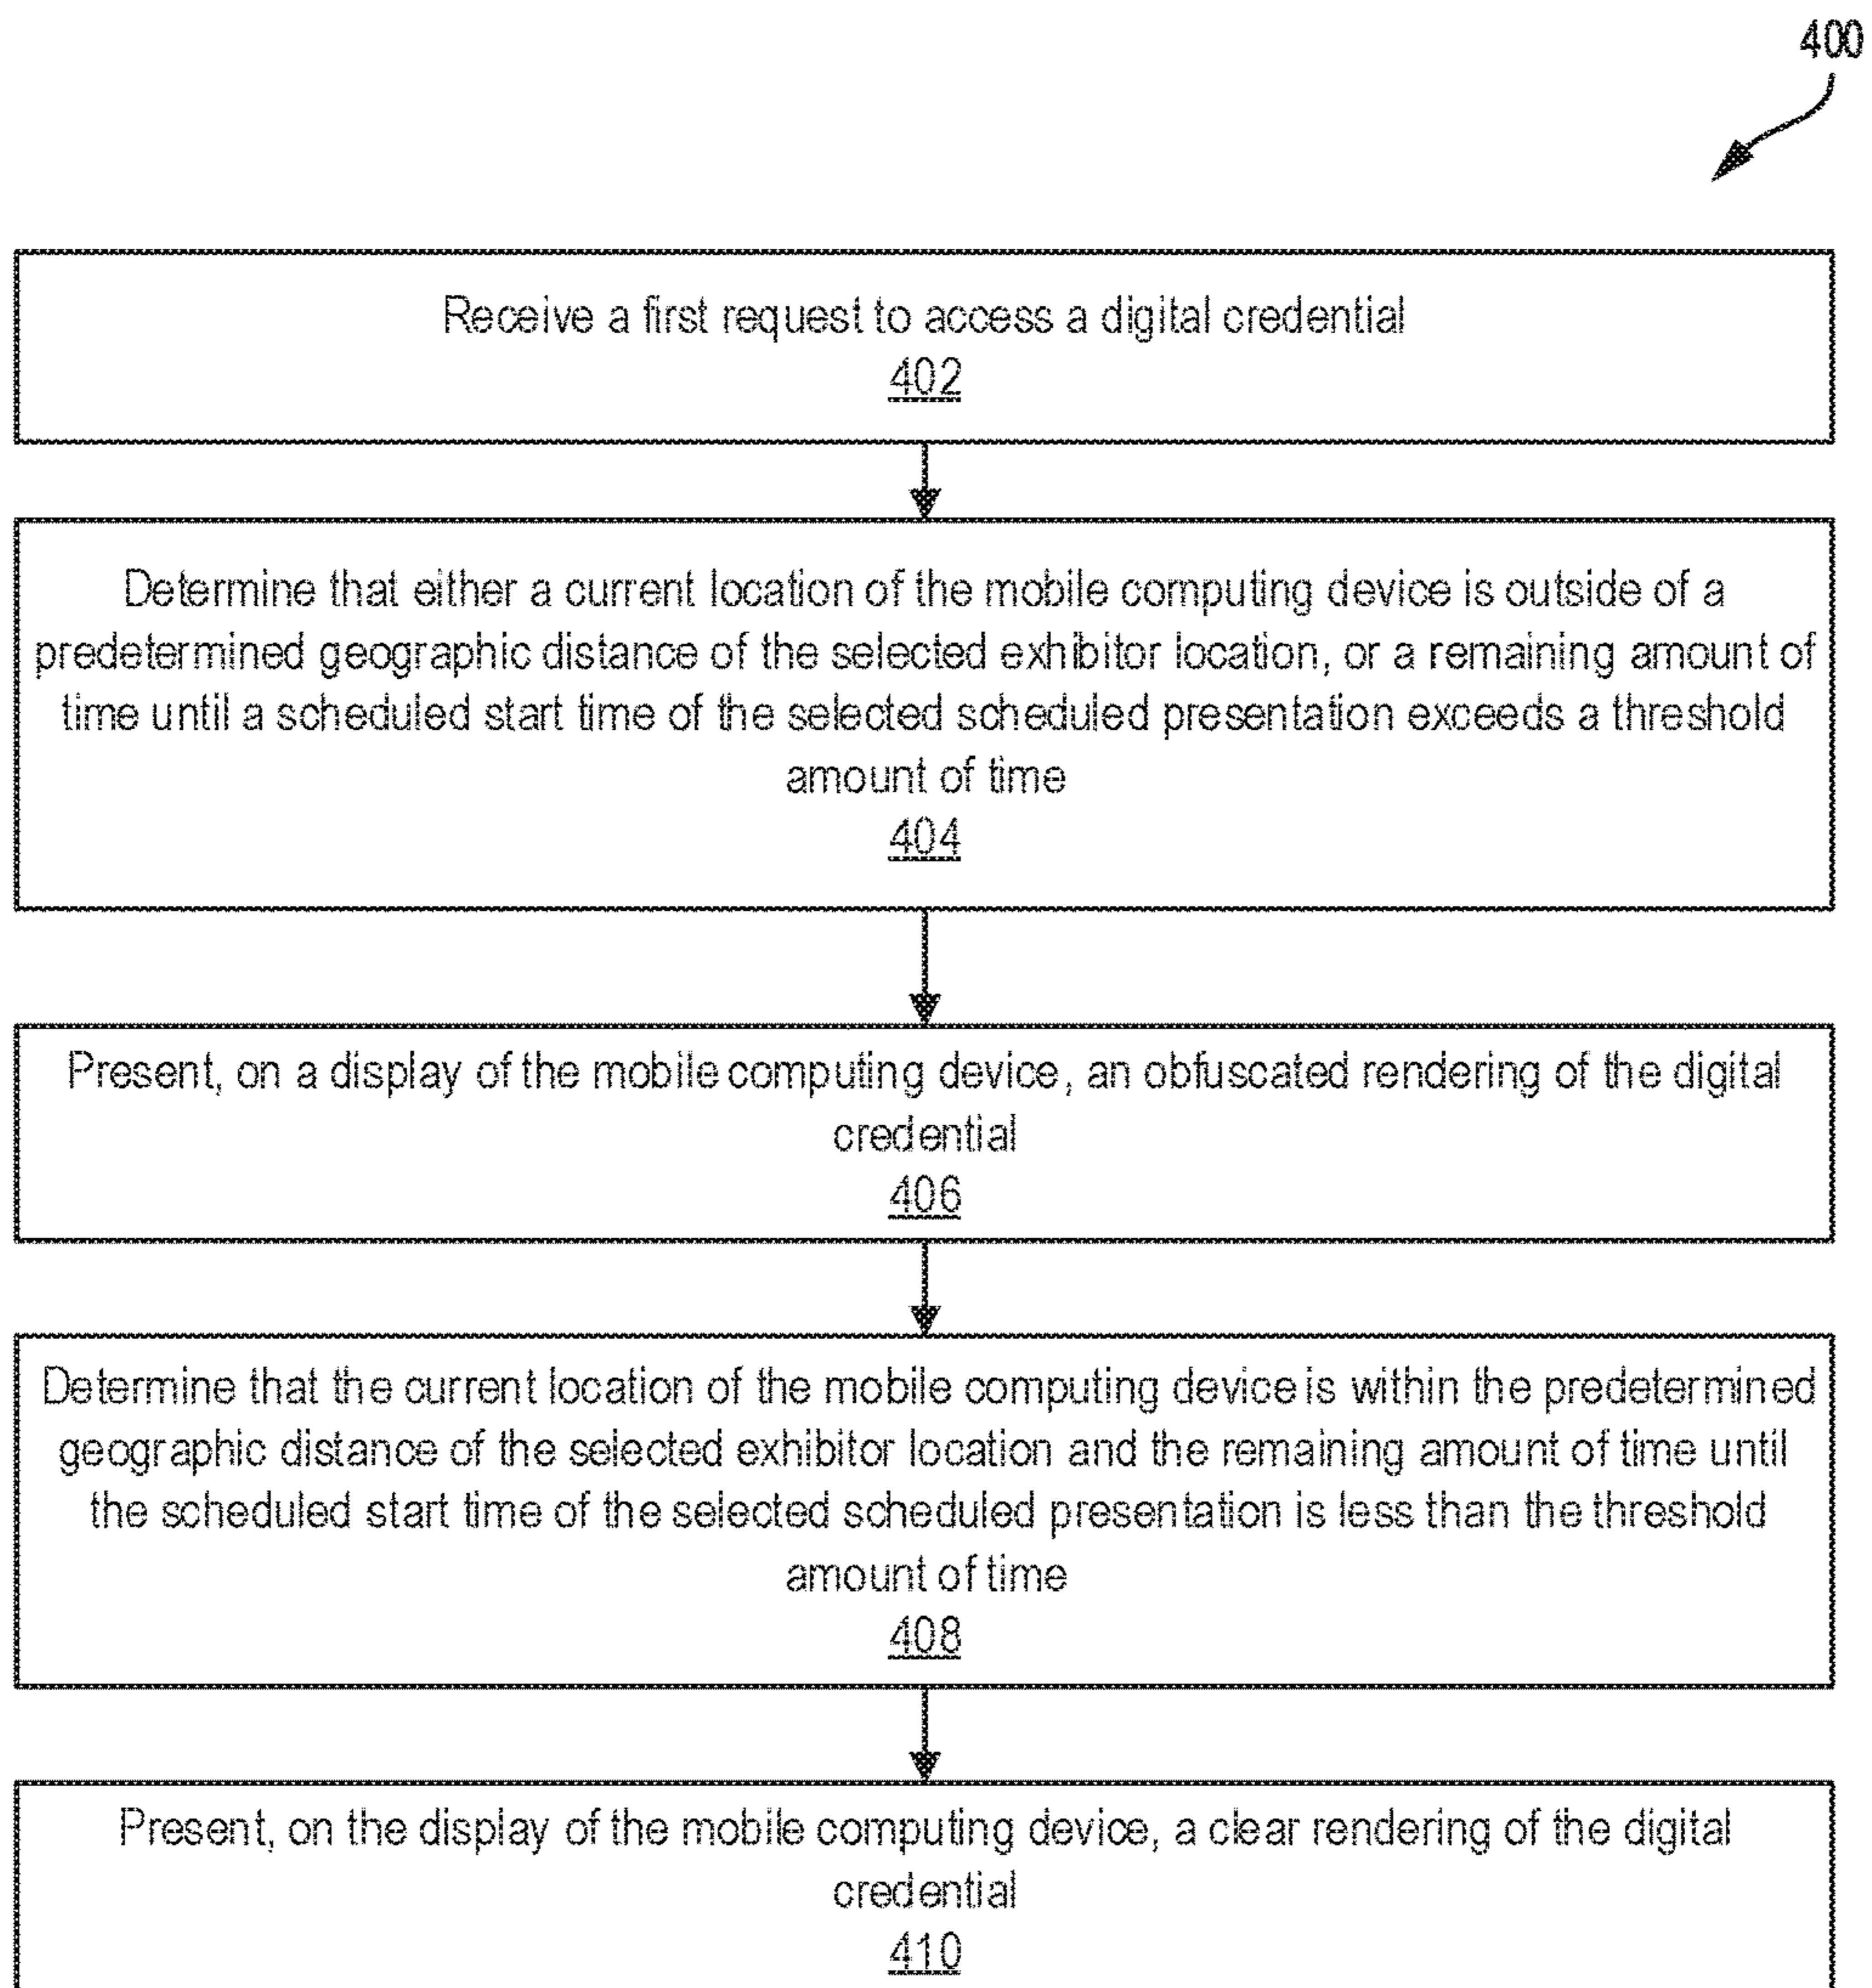 400
Receive a first request to access a digital credential
402
Determine that either a current location of the mobile computing device is outside of a
predetermined geographic distance of the selected exhibitor location, or a remaining amount of
time until a scheduled start time of the selected scheduled presentation exceeds a threshold
amount of time
404
Present, on a display of the mobile computing device, an obfuscated rendering of the digital
credential
406
Determine that the current location of the mobile computing device is within the predetermined
geographic distance of the selected exhibitor location and the remaining amount of time until
the scheduled start time of the selected scheduled presentation is less than the threshold
amount of time
408
Present, on the display of the mobile computing device, a clear rendering of the digital
credential
410